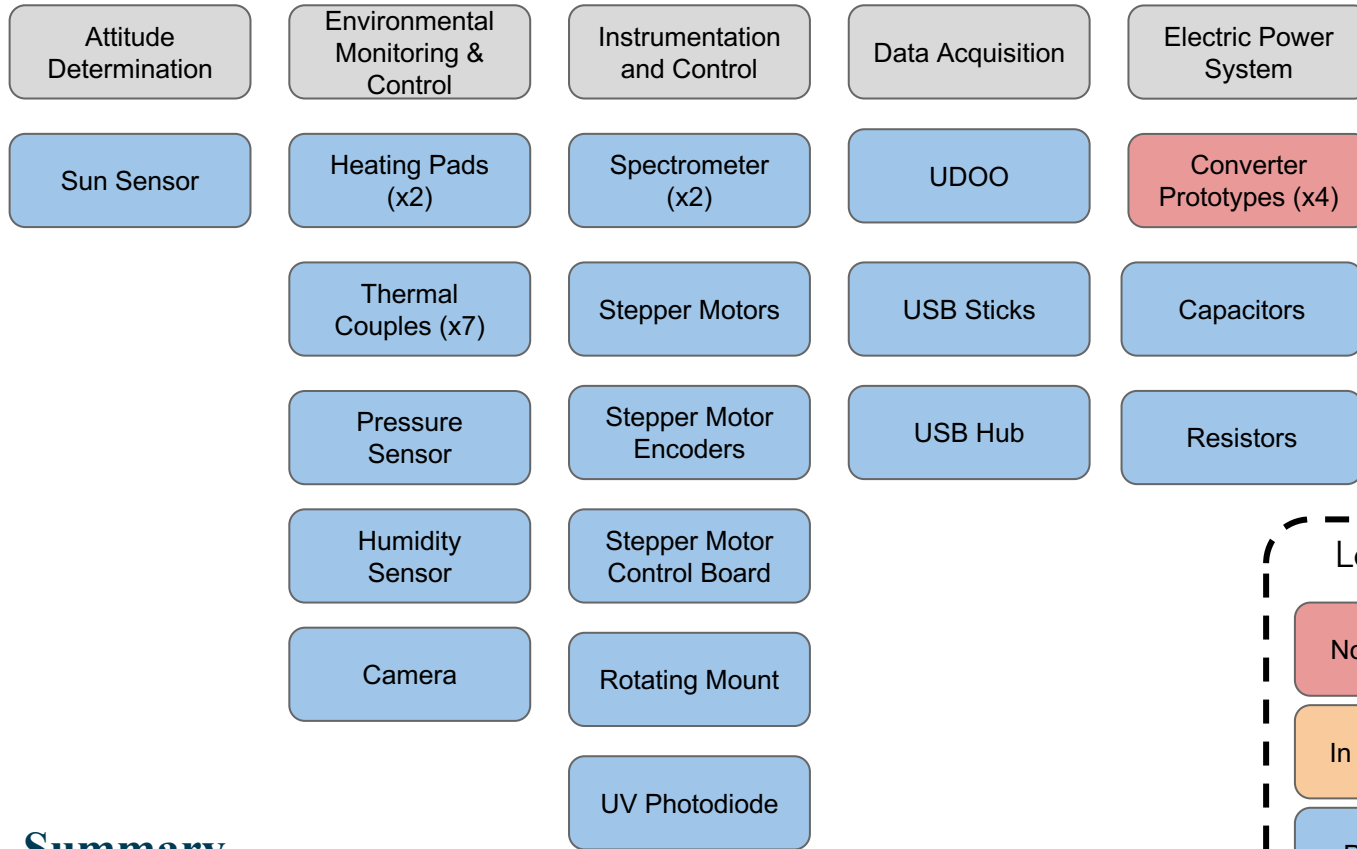 Attitude
Determination
Environmental
Monitoring &
Control
Instrumentation
and Control
Data Acquisition
Electric Power
System
Sun Sensor
Heating Pads
(x2)
Spectrometer
(x2)
UDOO
Converter
Prototypes (x4)
Thermal
Couples (x7)
Stepper Motors
USB Sticks
Capacitors
Pressure
Sensor
Stepper Motor
Encoders
USB Hub
Resistors
Humidity
Sensor
Stepper Motor
Control Board
Camera
Rotating Mount
In
UV Photodiode
Summary